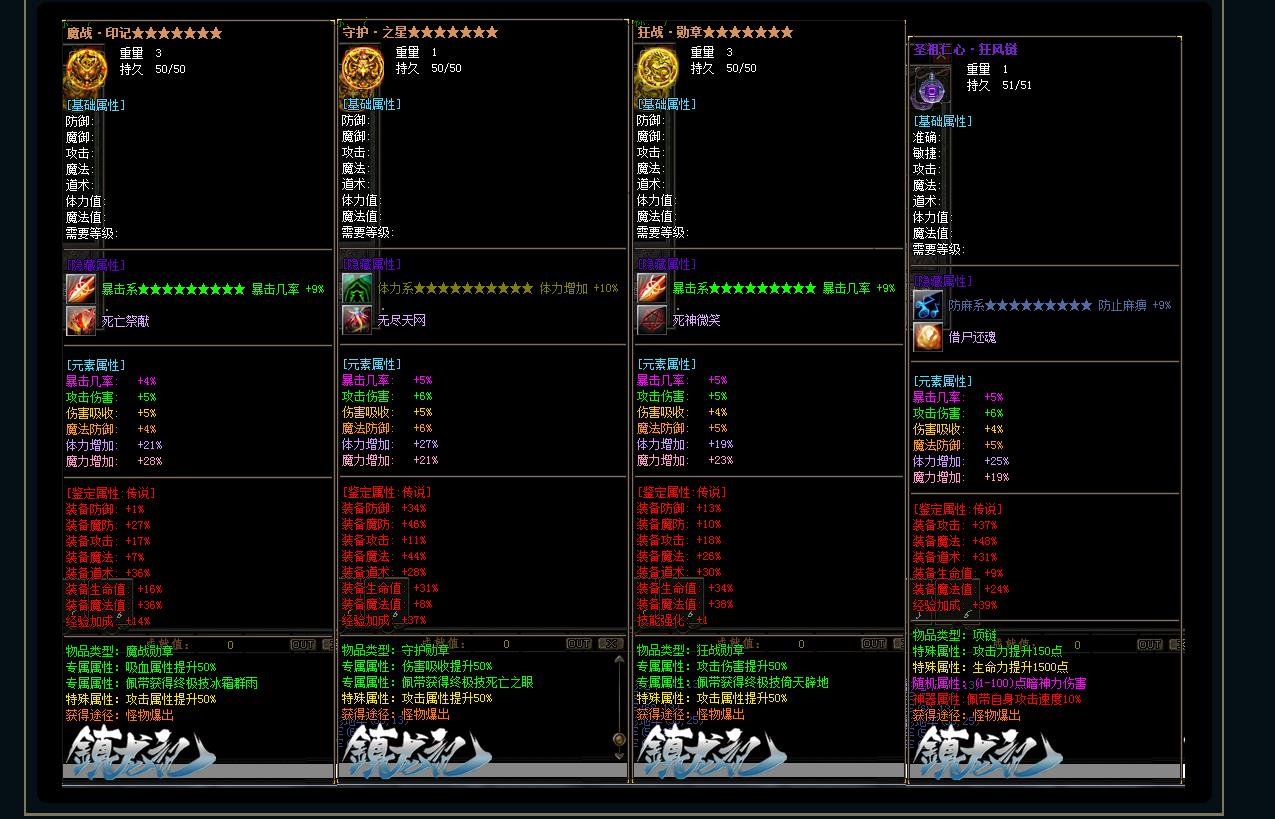 魔战·印记★★★★★★★
重量 3
持久 50/50
[基础属性]
防御:
魔御:
攻击:
魔法:
道术:
体力值:
魔法值:
需要等级:
[隐藏属性]
暴击系★★★★★★★★★ 暴击几率 +9%
死亡祭献
[元素属性]
暴击几率: +4%
攻击伤害: +5%
伤害吸收: +5%
魔法防御: +4%
体力增加: +21%
魔力增加: +28%
[鉴定属性:传说]
装备防御: +1%
装备魔防: +27%
装备攻击: +17%
装备魔法: +7%
装备道术: +36%
装备生命值: +16%
装备魔法值: +36%
经验加成: +14%
物品类型: 魔战勋章
专属属性: 吸血属性提升50%
专属属性: 佩带获得终极技冰霜群雨
特殊属性: 攻击属性提升50%
获得途径: 怪物爆出
鎮龙記
守护·之星★★★★★★★
重量 1
持久 50/50
[基础属性]
防御:
魔御:
攻击:
魔法:
道术:
体力值:
魔法值:
需要等级:
[隐藏属性]
体力系★★★★★★★★★★ 体力增加 +10%
无尽天网
[元素属性]
暴击几率: +5%
攻击伤害: +6%
伤害吸收: +5%
魔法防御: +6%
体力增加: +27%
魔力增加: +21%
[鉴定属性:传说]
装备防御: +34%
装备魔防: +46%
装备攻击: +11%
装备魔法: +44%
装备道术: +28%
装备生命值: +31%
装备魔法值: +8%
经验加成: +37%
物品类型: 守护勋章
专属属性: 伤害吸收提升50%
专属属性: 佩带获得终极技死亡之眼
特殊属性: 攻击属性提升50%
获得途径: 怪物爆出
鎮龙記
狂战·勋章★★★★★★★
重量 3
持久 50/50
[基础属性]
防御:
魔御:
攻击:
魔法:
道术:
体力值:
魔法值:
需要等级:
[隐藏属性]
暴击系★★★★★★★★★ 暴击几率 +9%
死神微笑
[元素属性]
暴击几率: +5%
攻击伤害: +5%
伤害吸收: +4%
魔法防御: +5%
体力增加: +19%
魔力增加: +23%
[鉴定属性:传说]
装备防御: +13%
装备魔防: +10%
装备攻击: +18%
装备魔法: +26%
装备道术: +30%
装备生命值: +34%
装备魔法值: +38%
技能强化: +1
物品类型: 狂战勋章
专属属性: 攻击伤害提升50%
专属属性: 佩带获得终极技倚天辟地
特殊属性: 攻击属性提升50%
获得途径: 怪物爆出
鎮龙記
圣祖仁心·狂风链
重量 1
持久 51/51
[基础属性]
准确:
敏捷:
攻击:
魔法:
道术:
体力值:
魔法值:
需要等级:
[隐藏属性]
防麻系★★★★★★★★★ 防止麻痹 +9%
借尸还魂
[元素属性]
暴击几率: +5%
攻击伤害: +6%
伤害吸收: +4%
魔法防御: +5%
体力增加: +25%
魔力增加: +19%
[鉴定属性:传说]
装备攻击: +37%
装备魔法: +48%
装备道术: +31%
装备生命值: +9%
装备魔法值: +24%
经验加成: +39%
物品类型: 项链
特殊属性: 攻击力提升150点
特殊属性: 生命力提升1500点
随机属性: (1-100)点暗神力伤害
神器属性:佩带自身攻击速度10%
获得途径: 怪物爆出
鎮龙記